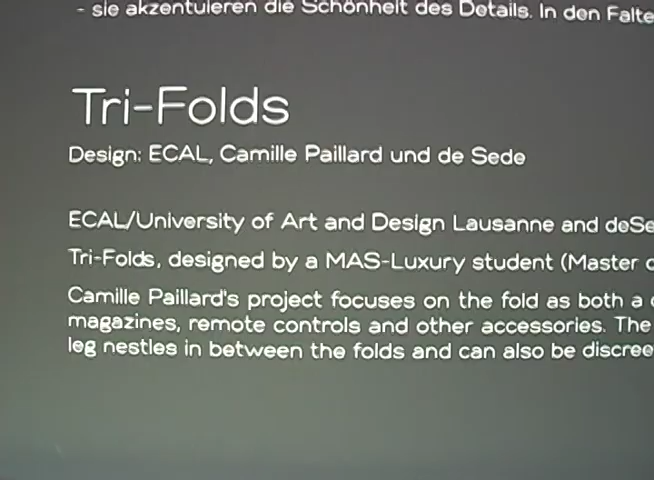 - sie akzentuieren die Schönheit des Details. In den Falte
Tri-Folds
Design: ECAL, Camille Paillard und de Sede
ECAL/University of Art and Design Lausanne and deSe
Tri-Folds, designed by a MAS-Luxury student (Master
Camille Paillard's project focuses on the fold as both a
magazines, remote controls and other accessories. The
leg nestles in between the folds and can also be discree